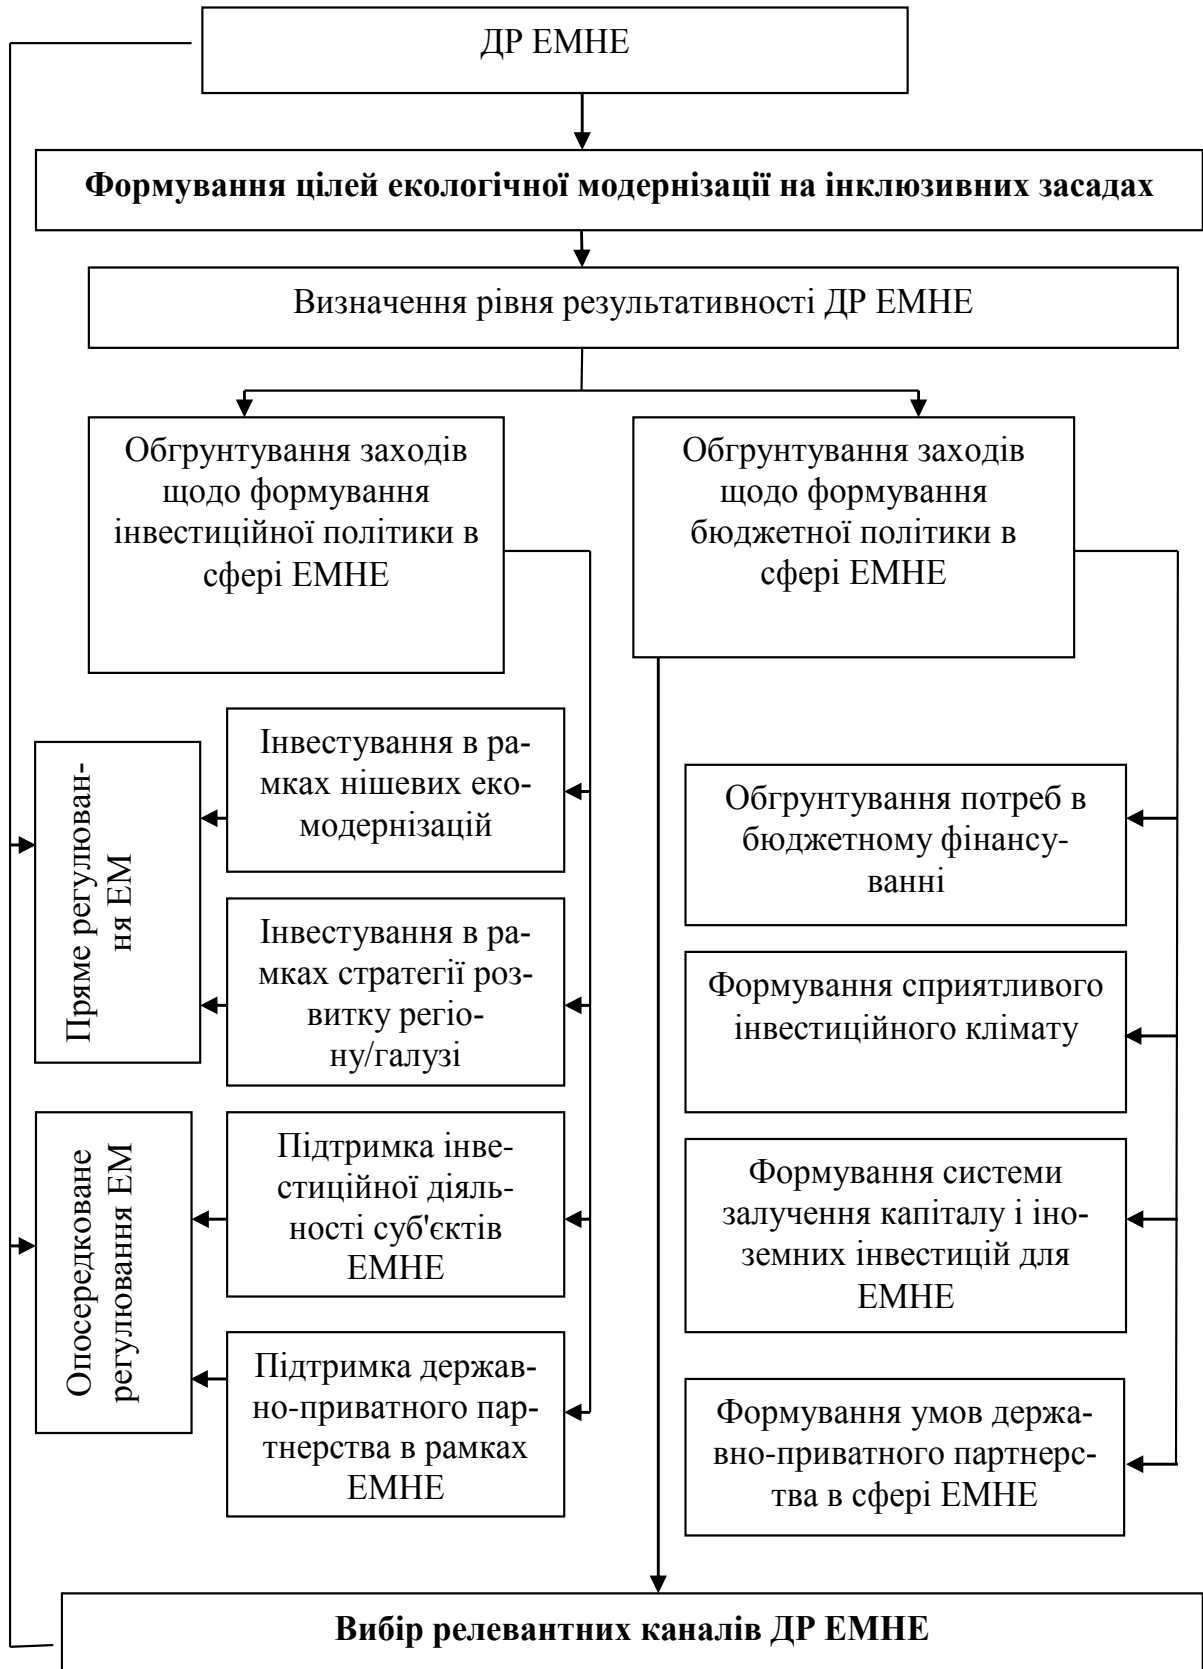 ДР ЕМНЕ
Формування цілей екологічної модернізації на інклюзивних засадах
Визначення рівня результативності ДР ЕМНЕ
Обгрунтування заходів
щодо формування
інвестиційної політики в
сфері ЕМНЕ
Обгрунтування заходів
щодо формування
бюджетної політики в
сфері ЕМНЕ
Пряме регулюван-
ня ЕМ
Інвестування в ра-
мках нішевих еко-
модернізацій
Інвестування в ра-
мках стратегії роз-
витку регіо-
ну/галузі
Опосередковане
регулювання ЕМ
Підтримка інве-
стиційної діяль-
ності суб'єктів
ЕМНЕ
Підтримка держав-
но-приватного пар-
тнерства в рамках
ЕМНЕ
Обгрунтування потреб в
бюджетному фінансу-
ванні
Формування сприятливого
інвестиційного клімату
Формування системи
залучення капіталу і іно-
земних інвестицій для
ЕМНЕ
Формування умов держа-
вно-приватного партнерс-
тва в сфері ЕМНЕ
Вибір релевантних каналів ДР ЕМНЕ